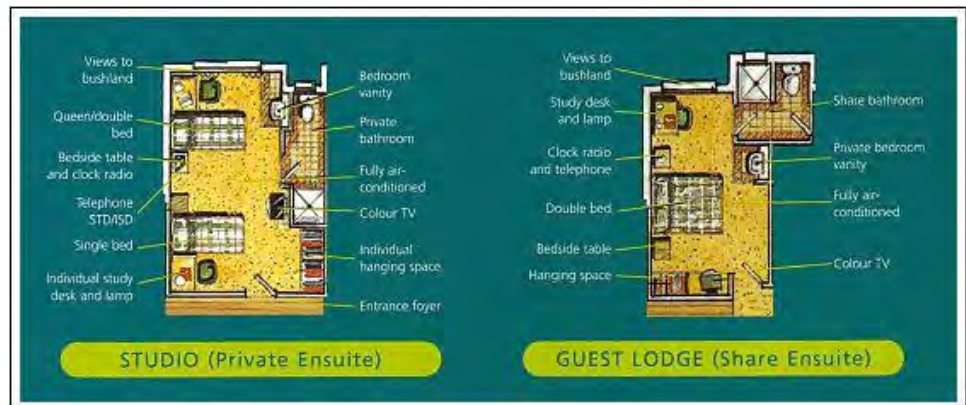 Views to
bushland
Queen/double
bed
Bedside table
and clock radio
Telephone
STD/ISD
Single bed
Individual study
desk and lamp
Bedroom
vanity
Private
bathroom
Fully air-
conditioned
Colour TV
Individual
hanging space
Entrance foyer
STUDIO (Private Ensuite)
Views to
bushland
Study desk
and lamp
Clock radio
and telephone
Double bed
Bedside table
Hanging space
Share bathroom
Private bedroom
vanity
Fully air-
conditioned
Colour TV
GUEST LODGE (Share Ensuite)